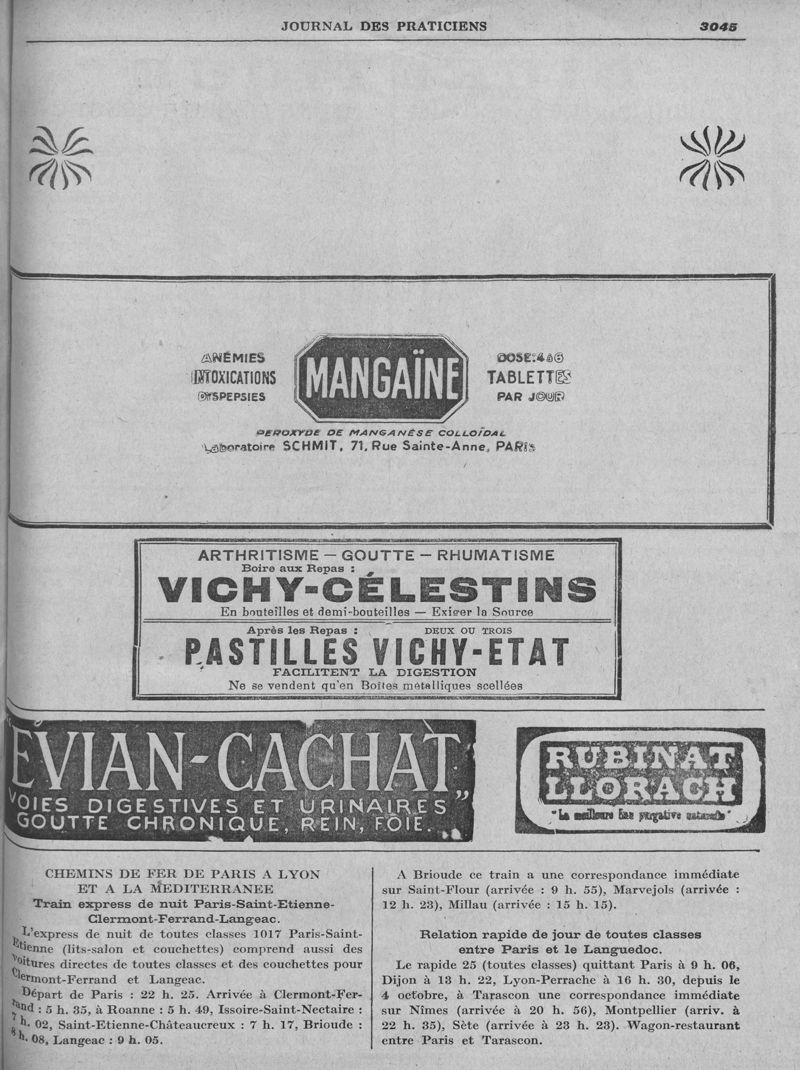 JOURNAL DES PRATICIENS 3045
ANÉMIES
INTOXICATIONS
DYSPEPSIES
MANGAÏNE
DOSE: 4 à 6
TABLETTES
PAR JOUR
PEROXYDE DE MANGANÈSE COLLOÏDAL
Laboratoire SCHMIT, 71, Rue Sainte-Anne, PARIS
ARTHRITISME — GOUTTE — RHUMATISME
Boire aux Repas :
VICHY-CÉLESTINS
En bouteilles et demi-bouteilles — Exiger la Source
Après les Repas : DEUX OU TROIS
PASTILLES VICHY-ETAT
FACILITENT LA DIGESTION
Ne se vendent qu'en Boîtes métalliques scellées
"ÉVIAN-CACHAT"
VOIES DIGESTIVES ET URINAIRES
GOUTTE CHRONIQUE, REIN, FOIE.
RUBINAT
LLORACH
"La meilleure Eau purgative naturelle"
CHEMINS DE FER DE PARIS A LYON
ET A LA MEDITERRANEE
Train express de nuit Paris-Saint-Etienne-
Clermont-Ferrand-Langeac.
L'express de nuit de toutes classes 1017 Paris-Saint-
Etienne (lits-salon et couchettes) comprend aussi des
voitures directes de toutes classes et des couchettes pour
Clermont-Ferrand et Langeac.
Départ de Paris : 22 h. 25. Arrivée à Clermont-Fer-
rand : 5 h. 35, à Roanne : 5 h. 49, Issoire-Saint-Nectaire :
7 h. 02, Saint-Etienne-Châteaucreux : 7 h. 17, Brioude :
8 h. 08, Langeac : 9 h. 05.
A Brioude ce train a une correspondance immédiate
sur Saint-Flour (arrivée : 9 h. 55), Marvejols (arrivée :
12 h. 23), Millau (arrivée : 15 h. 15).
Relation rapide de jour de toutes classes
entre Paris et le Languedoc.
Le rapide 25 (toutes classes) quittant Paris à 9 h. 06,
Dijon à 13 h. 22, Lyon-Perrache à 16 h. 30, depuis le
4 octobre, à Tarascon une correspondance immédiate
sur Nîmes (arrivée à 20 h. 56), Montpellier (arriv. à
22 h. 35), Sète (arrivée à 23 h. 23). Wagon-restaurant
entre Paris et Tarascon.